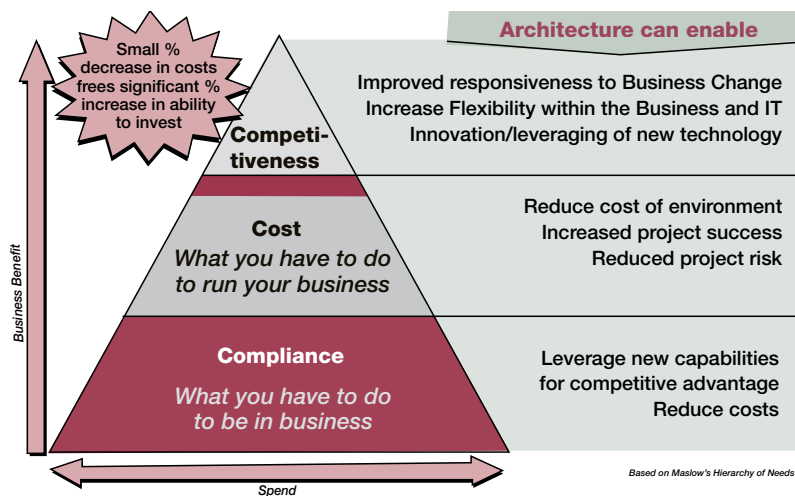 Small %
decrease in costs
frees significant %
increase in ability
to invest
Architecture can enable
Improved responsiveness to Business Change
Increase Flexibility within the Business and IT
Innovation/leveraging of new technology
Competi-
tiveness
Reduce cost of environment
Increased project success
Reduced project risk
Cost
What you have to do
to run your business
Compliance
What you have to do
to be in business
Leverage new capabilities
for competitive advantage
Reduce costs
Business Benefit
Spend
Based on Maslow's Hierarchy of Needs